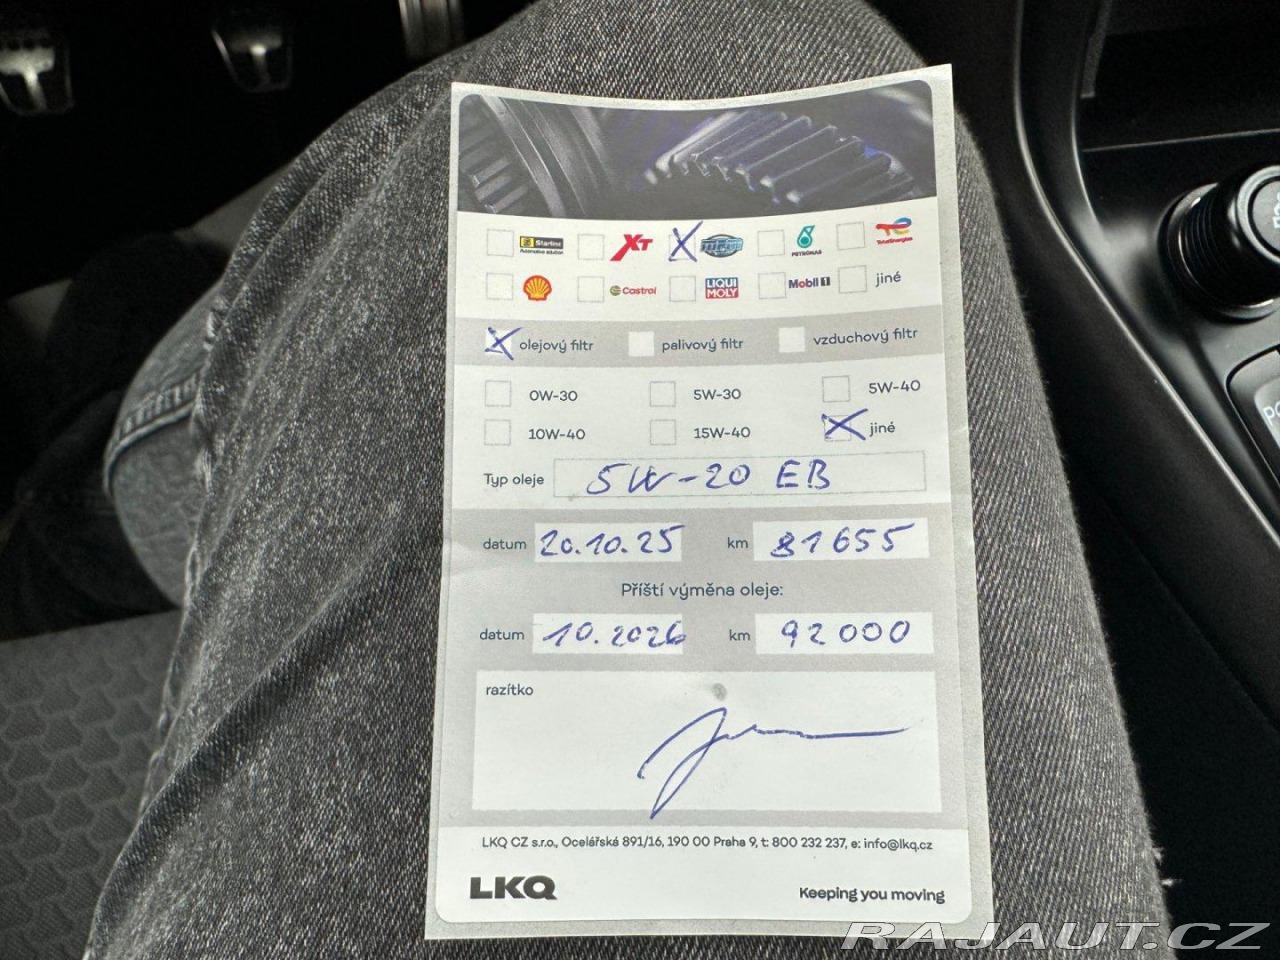 Starline XT PETRONAS TotalEnergies
Castrol LIQUI MOLY Mobil 1 jiné
olejový filtr palivový filtr vzduchový filtr
0W-30 5W-30 5W-40
10W-40 15W-40 jiné
Typ oleje 5W-20 EB
datum 20.10.25 km 81655
Příští výměna oleje:
datum 10.2026 km 92000
razítko
LKQ CZ s.r.o., Ocelářská 891/16, 190 00 Praha 9, t: 800 232 237, e: info@lkq.cz
LKQ Keeping you moving
RAJAUT.CZ